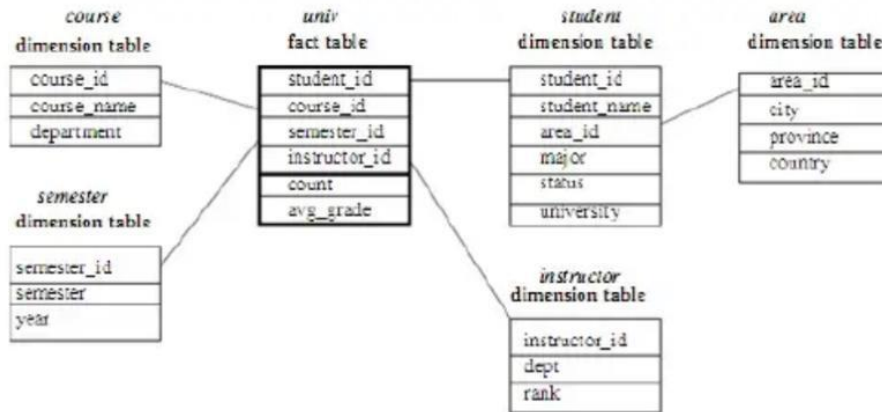 course
dimension table
course_id
course_name
department
univ
fact table
student_id
course_id
semester_id
instructor_id
count
avg_grade
student
dimension table
student_id
student_name
area_id
major
status
university
area
dimension table
area_id
city
province
country
semester
dimension table
semester_id
semester
year
instructor
dimension table
instructor_id
dept
rank